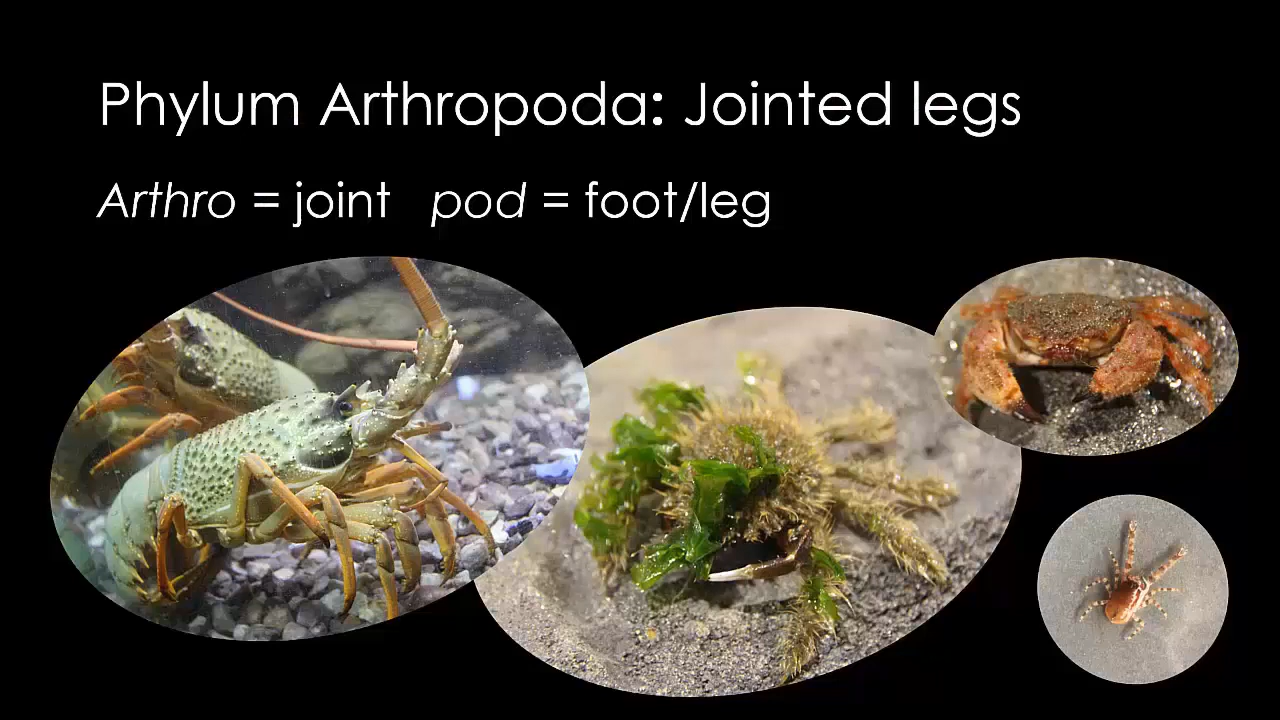 Phylum Arthropoda: Jointed legs
Arthro = joint pod = foot/leg